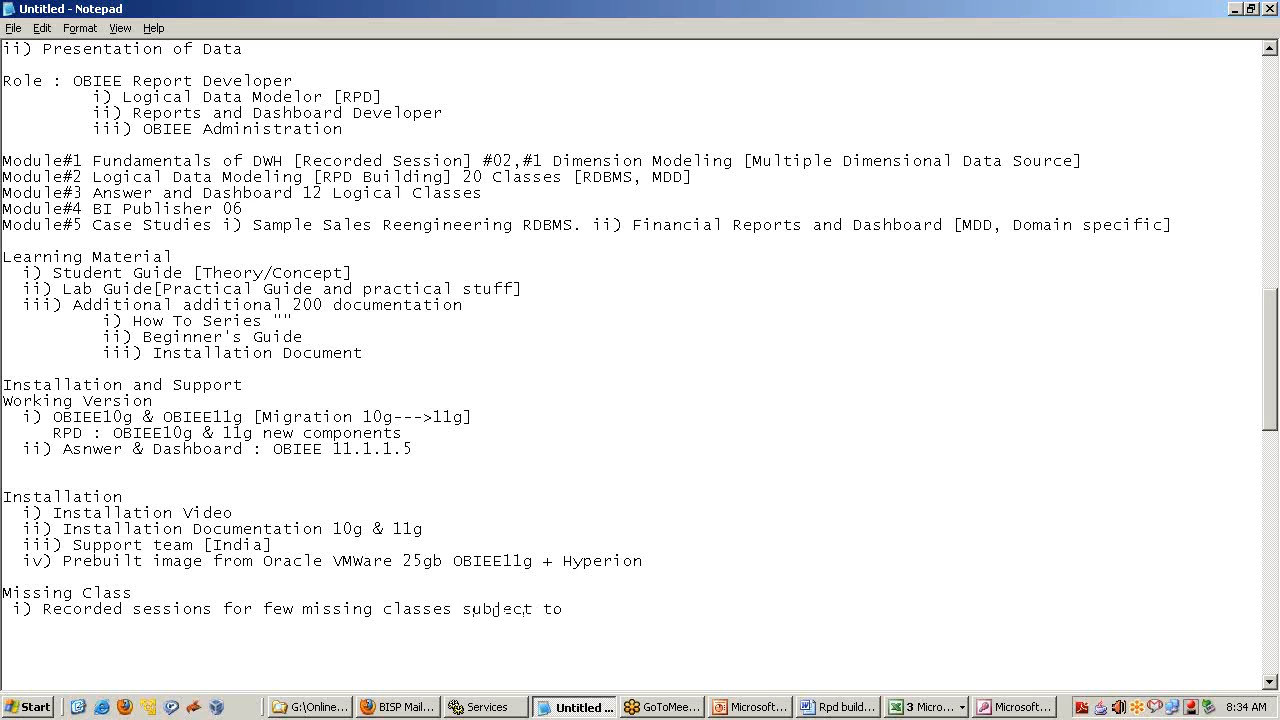 Untitled - Notepad
File Edit Format View Help
ii) Presentation of Data
Role : OBIEE Report Developer
i) Logical Data Modelor [RPD]
ii) Reports and Dashboard Developer
iii) OBIEE Administration
Module#1 Fundamentals of DWH [Recorded Session] #02,#1 Dimension Modeling [Multiple Dimensional Data Source]
Module#2 Logical Data Modeling [RPD Building] 20 Classes [RDBMS, MDD]
Module#3 Answer and Dashboard 12 Logical Classes
Module#4 BI Publisher 06
Module#5 Case Studies i) Sample Sales Reengineering RDBMS. ii) Financial Reports and Dashboard [MDD, Domain specific]
Learning Material
i) Student Guide [Theory/Concept]
ii) Lab Guide[Practical Guide and practical stuff]
iii) Additional additional 200 documentation
i) How To Series ""
ii) Beginner's Guide
iii) Installation Document
Installation and Support
Working Version
i) OBIEE10g & OBIEE11g [Migration 10g--->11g]
RPD : OBIEE10g & 11g new components
ii) Asnwer & Dashboard : OBIEE 11.1.1.5
Installation
i) Installation Video
ii) Installation Documentation 10g & 11g
iii) Support team [India]
iv) Prebuilt image from Oracle VMWare 25gb OBIEE11g + Hyperion
Missing Class
i) Recorded sessions for few missing classes subject to
Start G:\Online... BISP Mail... Services Untitled ... GoToMee... Microsoft... Rpd build... 3 Micro... Microsoft... 8:34 AM